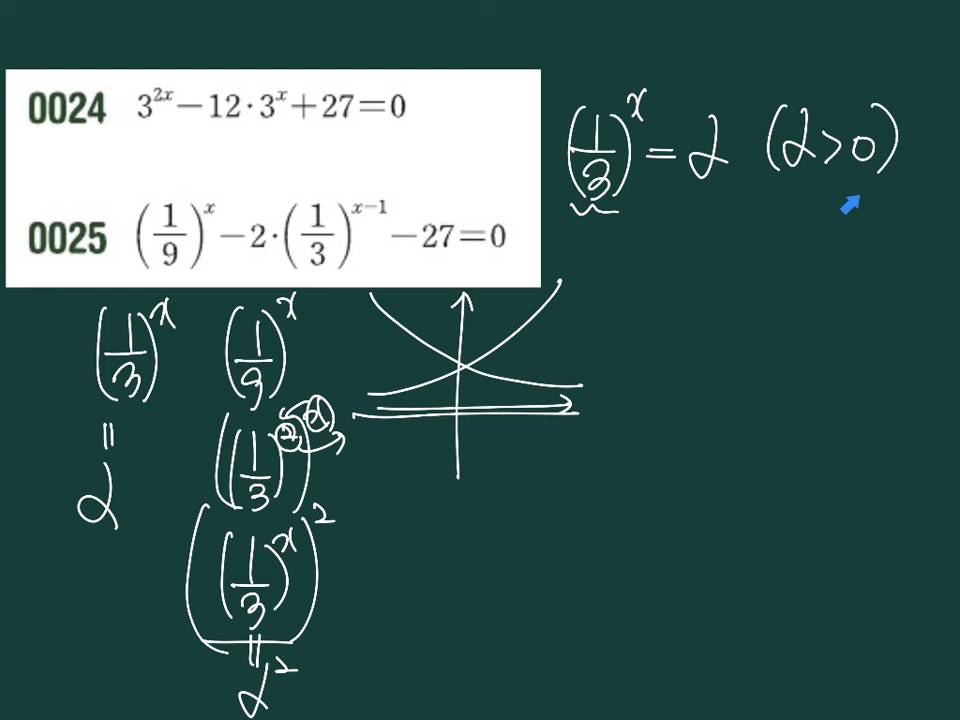 0024 3^{2x} − 12 · 3^x + 27 = 0
0025 (1/9)^x − 2 · (1/3)^{x−1} − 27 = 0
(1/3)^x = α (α > 0)
(1/3)^x (1/9)^x
((1/3)^2)^x
= α
((1/3)^x)^2
= α^2